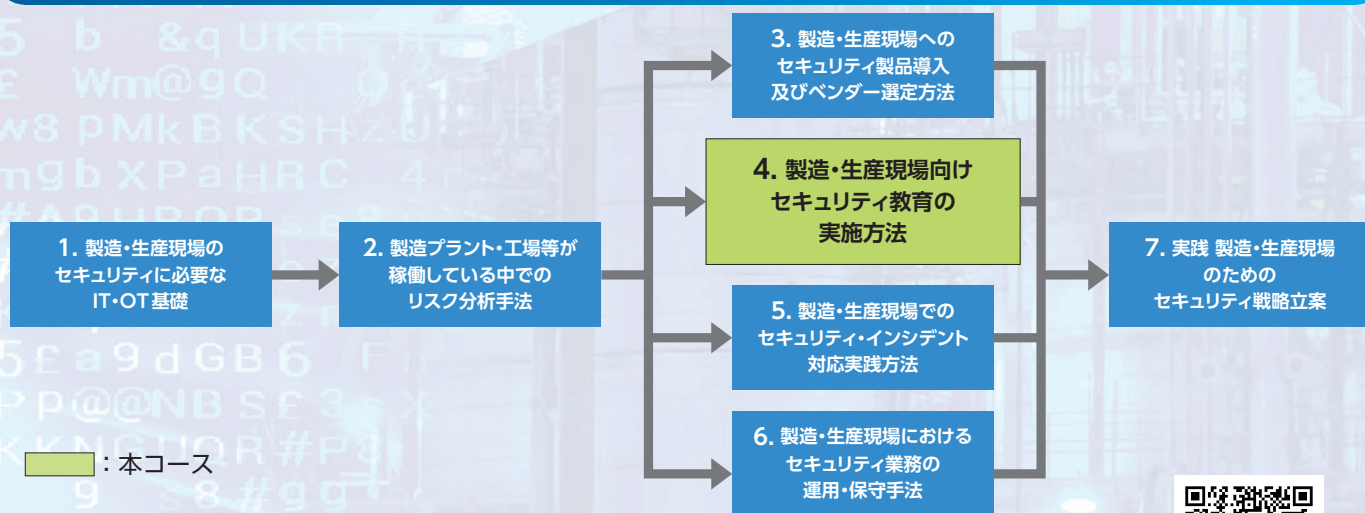 1. 製造・生産現場の
セキュリティに必要な
IT・OT基礎
2. 製造プラント・工場等が
稼働している中での
リスク分析手法
3. 製造・生産現場への
セキュリティ製品導入
及びベンダー選定方法
4. 製造・生産現場向け
セキュリティ教育の
実施方法
5. 製造・生産現場での
セキュリティ・インシデント
対応実践方法
6. 製造・生産現場における
セキュリティ業務の
運用・保守手法
7. 実践 製造・生産現場
のための
セキュリティ戦略立案
：本コース